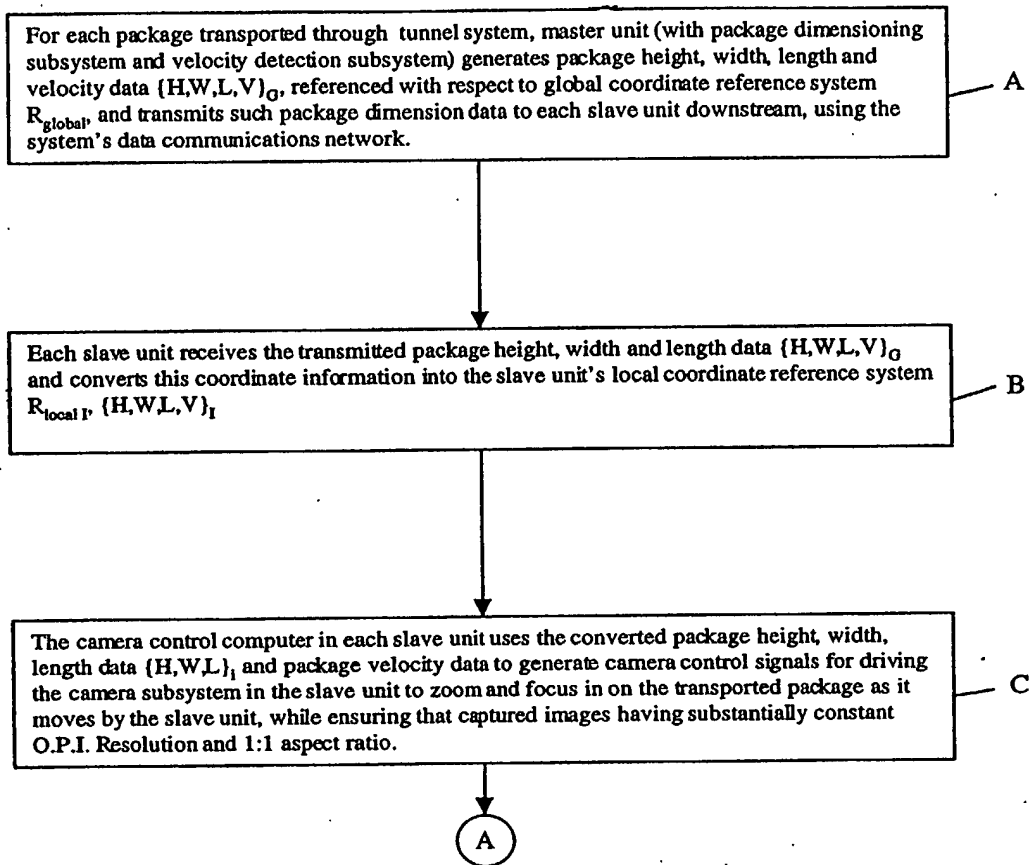 For each package transported through tunnel system, master unit (with package dimensioning
subsystem and velocity detection subsystem) generates package height, width, length and
velocity data {H,W,L,V}G, referenced with respect to global coordinate reference system
Rglobal, and transmits such package dimension data to each slave unit downstream, using the
system's data communications network.
A
Each slave unit receives the transmitted package height, width and length data {H,W,L,V}G
and converts this coordinate information into the slave unit's local coordinate reference system
Rlocal I, {H,W,L,V}I
B
The camera control computer in each slave unit uses the converted package height, width,
length data {H,W,L}i and package velocity data to generate camera control signals for driving
the camera subsystem in the slave unit to zoom and focus in on the transported package as it
moves by the slave unit, while ensuring that captured images having substantially constant
O.P.I. Resolution and 1:1 aspect ratio.
C
A